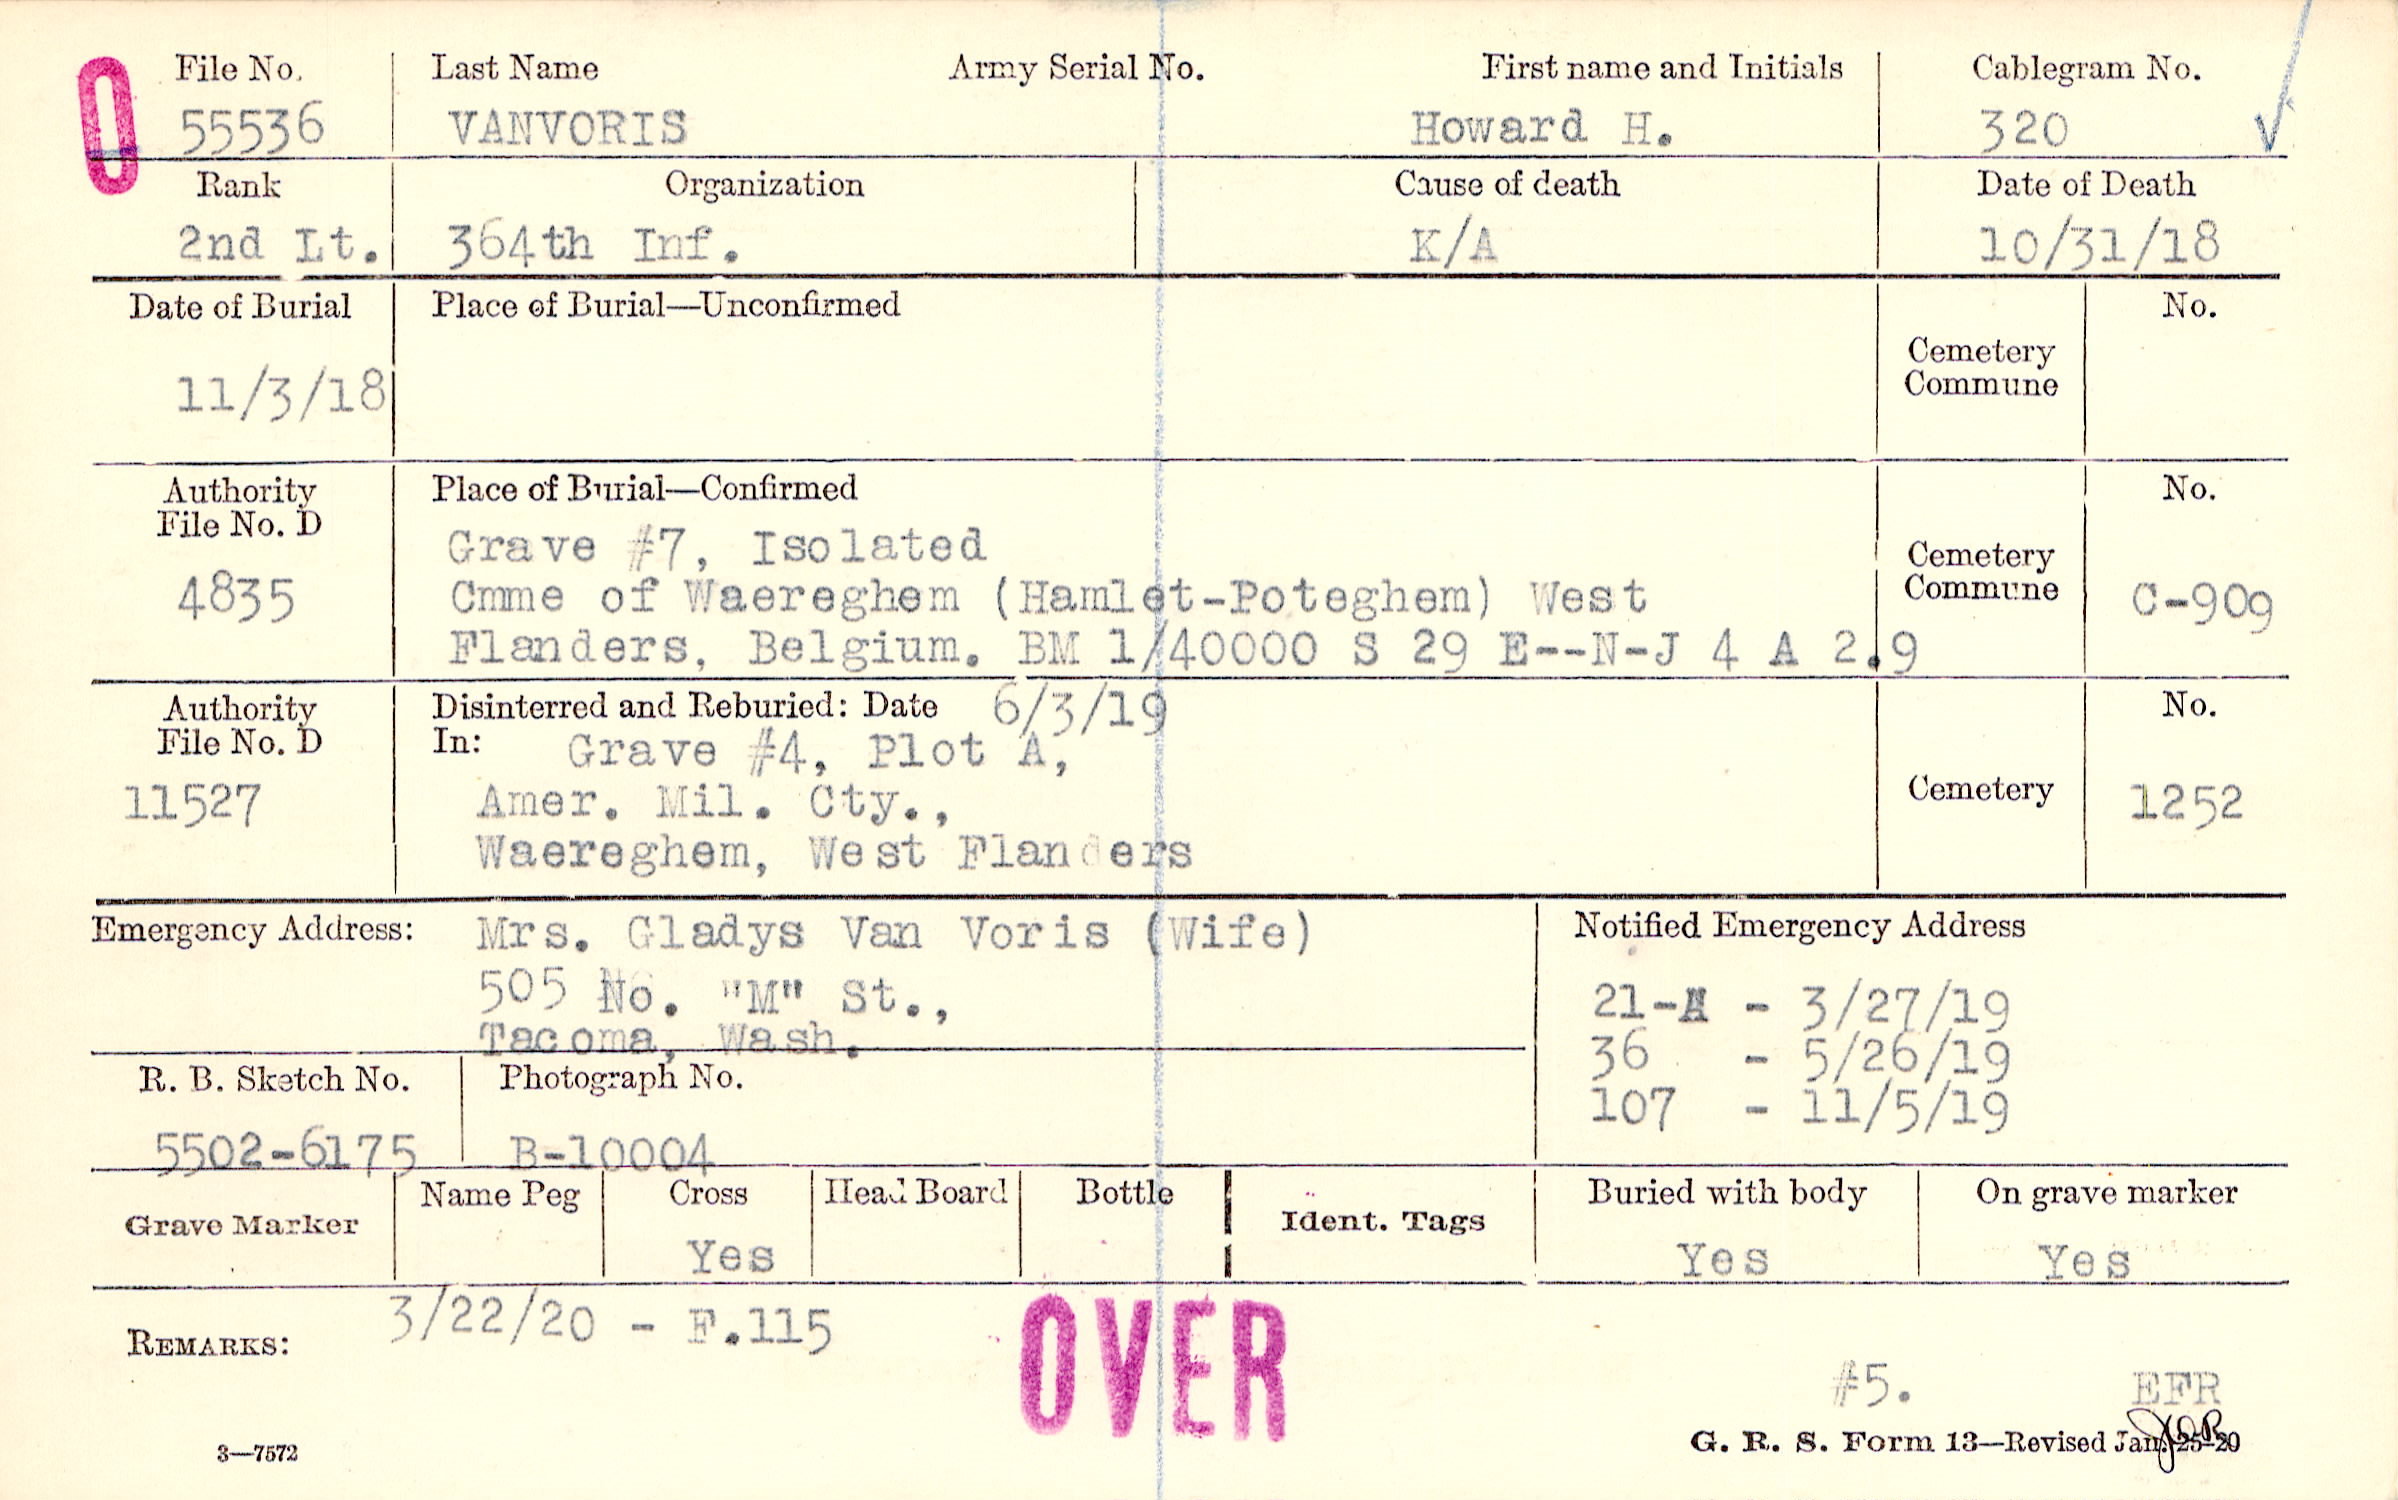 File No. Last Name Army Serial No. First name and Initials Cablegram No.
55536 VANVORIS Howard H. 320
Rank Organization Cause of death Date of Death
2nd Lt. 364th Inf. K/A 10/31/18
Date of Burial Place of Burial—Unconfirmed No.
Cemetery
Commune
11/3/18
Authority Place of Burial—Confirmed No.
File No. D
Grave #7, Isolated
Cemetery
4835 Cmme of Waereghem (Hamlet-Poteghem) West Commune C-909
Flanders, Belgium. BM 1/40000 S 29 E--N-J 4 A 2.9
Authority Disinterred and Reburied: Date 6/3/19 No.
File No. D In: Grave #4, Plot A,
11527 Amer. Mil. Cty., Cemetery 1252
Waereghem, West Flanders
Emergency Address: Mrs. Gladys Van Voris (Wife) Notified Emergency Address
505 No. "M" St., 21-A - 3/27/19
Tacoma, Wash. 36 - 5/26/19
R. B. Sketch No. Photograph No. 107 - 11/5/19
5502-6175 B-10004
Grave Marker Name Peg Cross Head Board Bottle Ident. Tags Buried with body On grave marker
Yes Yes Yes
REMARKS: 3/22/20 - F.115
OVER
#5. EFR
3—7572 G. R. S. Form 13—Revised Jan. 25-20